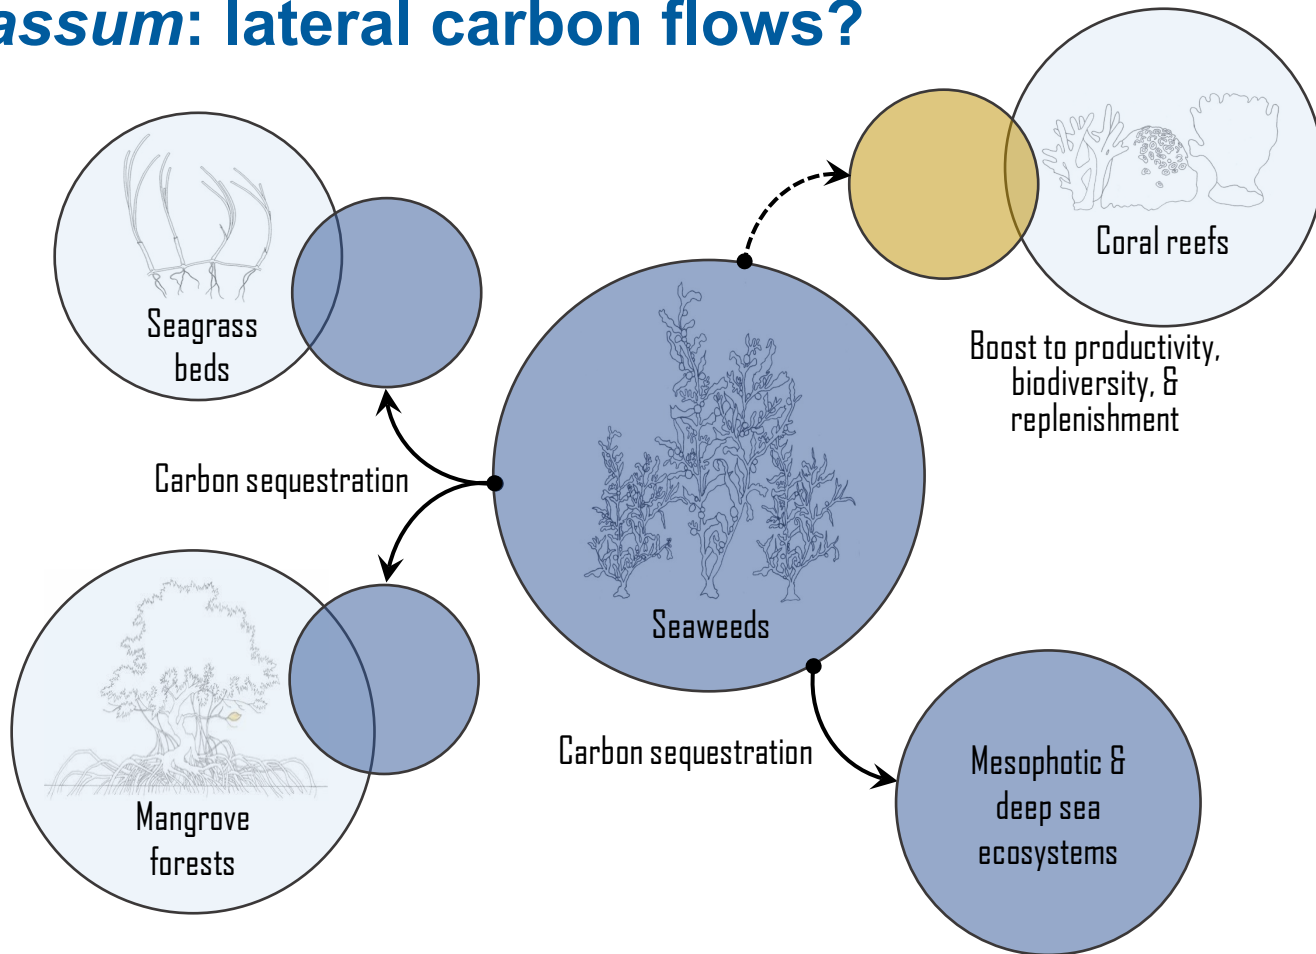 assum: lateral carbon flows?
Coral reefs
Boost to productivity,
biodiversity, &
replenishment
Seagrass
beds
Carbon sequestration
Seaweeds
Mangrove
forests
Carbon sequestration
Mesophotic &
deep sea
ecosystems